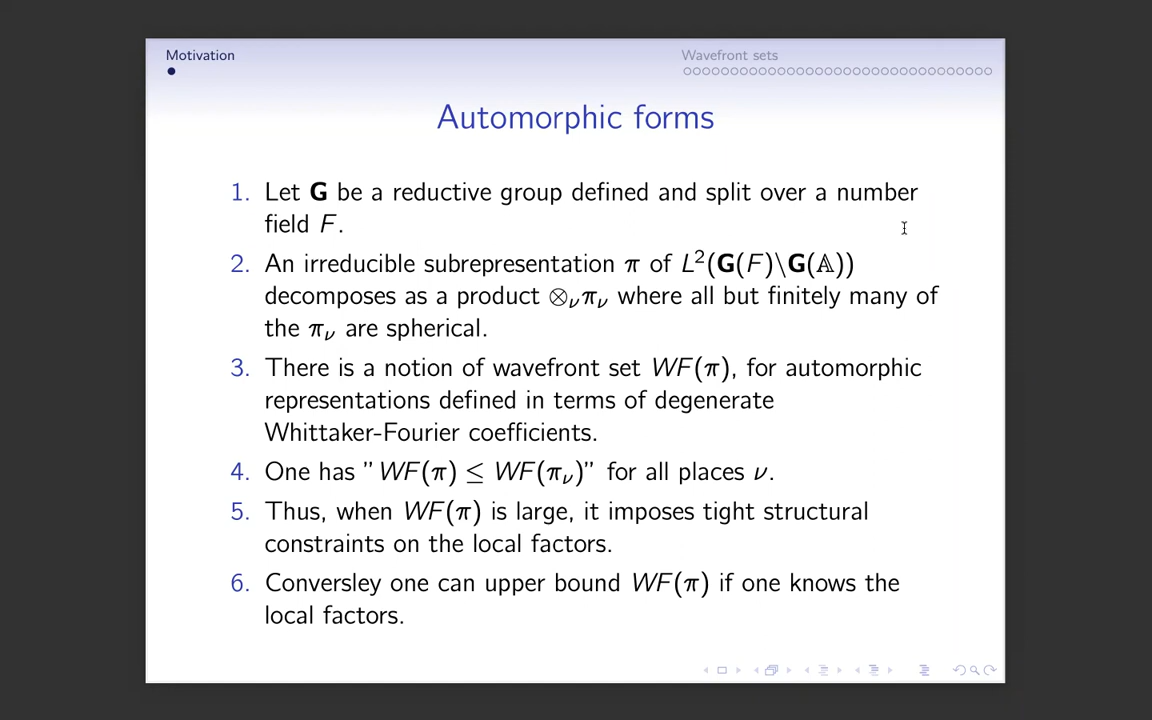 Motivation
Wavefront sets
Automorphic forms
1. Let G be a reductive group defined and split over a number
field F.
2. An irreducible subrepresentation π of L²(G(F)\G(𝔸))
decomposes as a product ⊗_ν π_ν where all but finitely many of
the π_ν are spherical.
3. There is a notion of wavefront set WF(π), for automorphic
representations defined in terms of degenerate
Whittaker-Fourier coefficients.
4. One has "WF(π) ≤ WF(π_ν)" for all places ν.
5. Thus, when WF(π) is large, it imposes tight structural
constraints on the local factors.
6. Conversley one can upper bound WF(π) if one knows the
local factors.